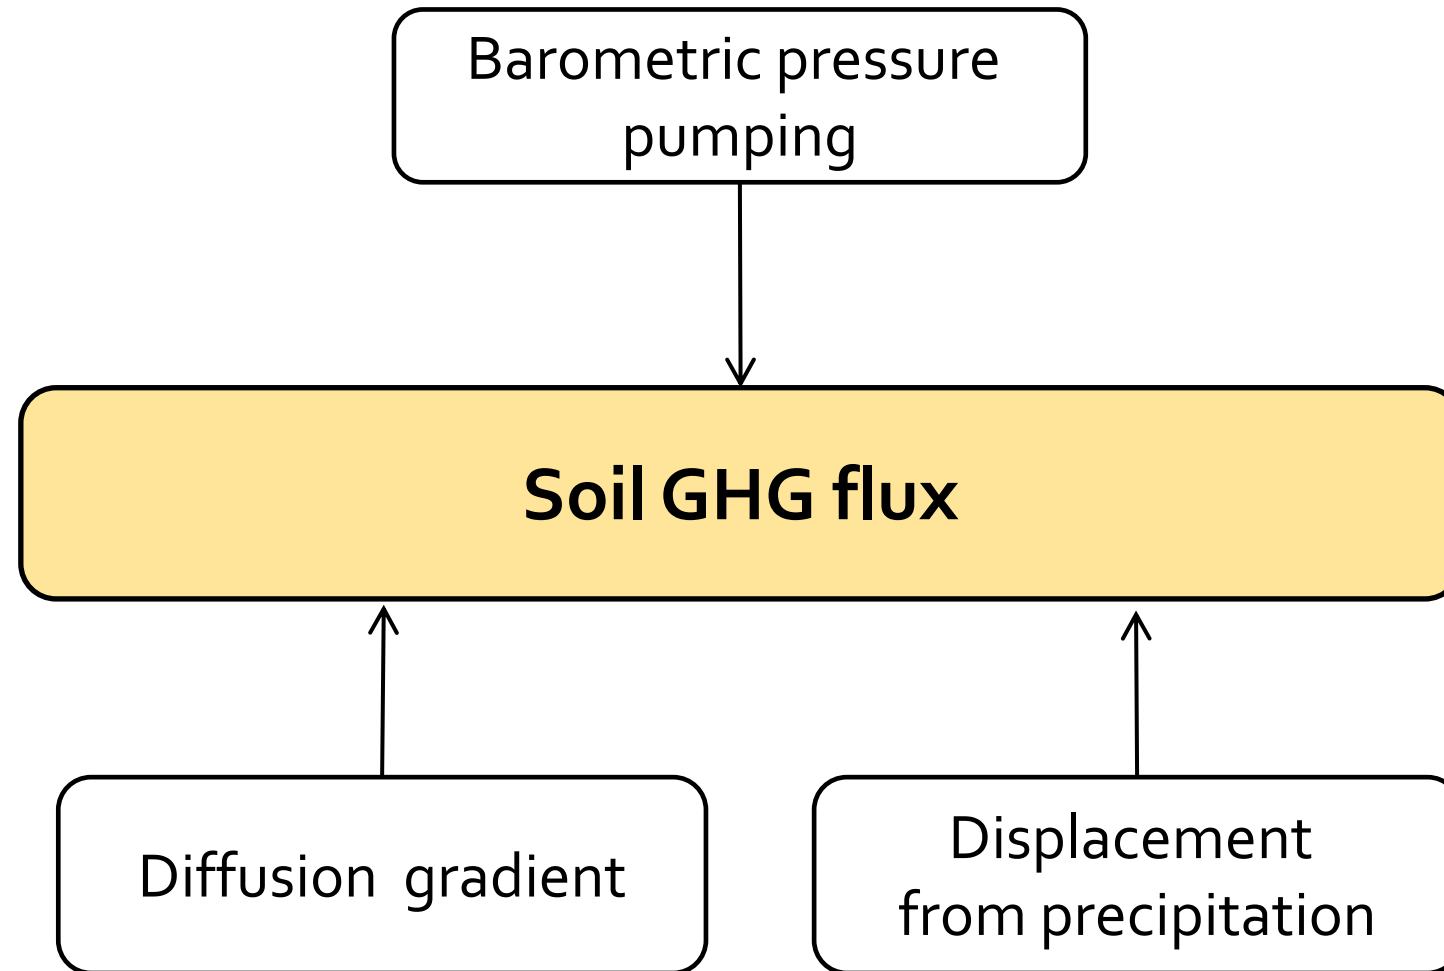 Barometric pressure
pumping
Soil GHG flux
Diffusion gradient
Displacement
from precipitation